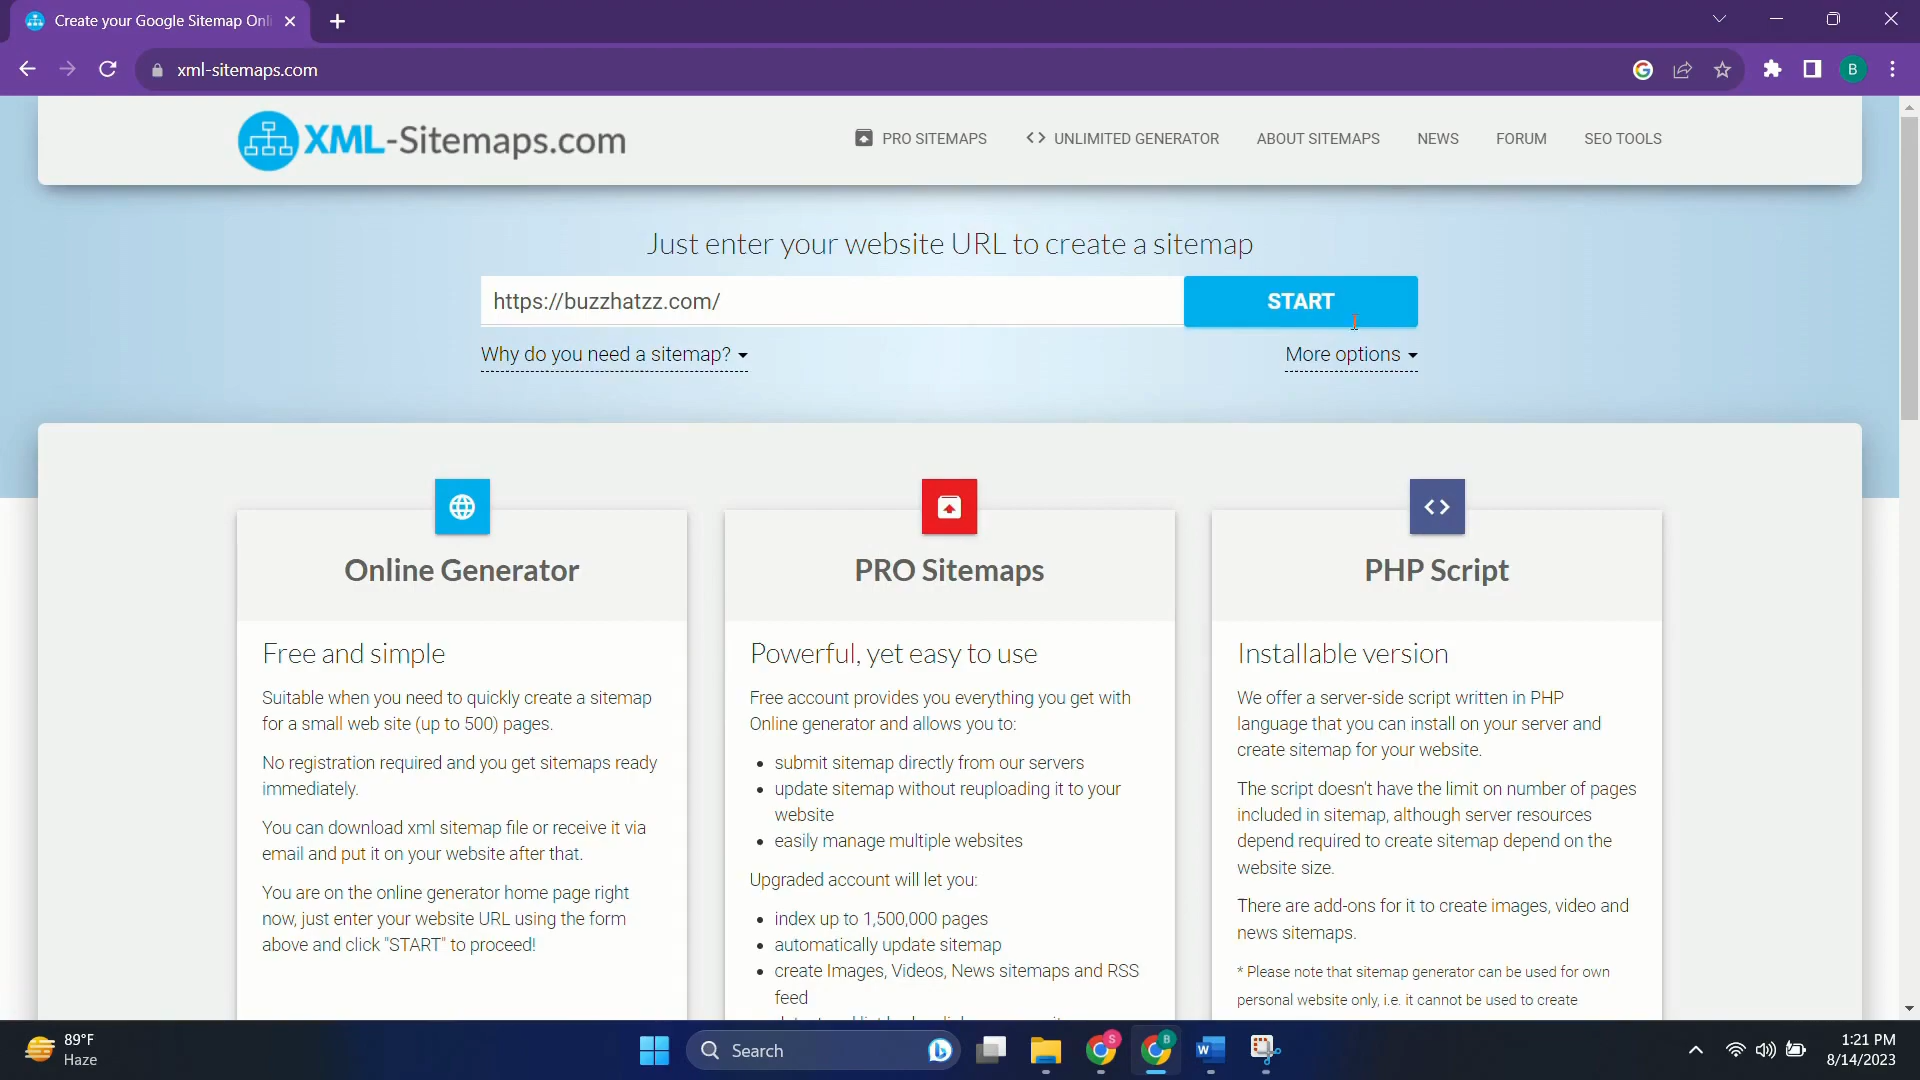 Create your Google Sitemap Onli
xml-sitemaps.com
B
XML-Sitemaps.com
PRO SITEMAPS
UNLIMITED GENERATOR
ABOUT SITEMAPS
NEWS
FORUM
SEO TOOLS
Just enter your website URL to create a sitemap
https://buzzhatzz.com/
START
Why do you need a sitemap?
More options
Online Generator
Free and simple
Suitable when you need to quickly create a sitemap
for a small web site (up to 500) pages.
No registration required and you get sitemaps ready
immediately.
You can download xml sitemap file or receive it via
email and put it on your website after that.
You are on the online generator home page right
now, just enter your website URL using the form
above and click "START" to proceed!
PRO Sitemaps
Powerful, yet easy to use
Free account provides you everything you get with
Online generator and allows you to:
• submit sitemap directly from our servers
• update sitemap without reuploading it to your
website
• easily manage multiple websites
Upgraded account will let you:
• index up to 1,500,000 pages
• automatically update sitemap
• create Images, Videos, News sitemaps and RSS
feed
PHP Script
Installable version
We offer a server-side script written in PHP
language that you can install on your server and
create sitemap for your website.
The script doesn't have the limit on number of pages
included in sitemap, although server resources
depend required to create sitemap depend on the
website size.
There are add-ons for it to create images, video and
news sitemaps.
* Please note that sitemap generator can be used for own
personal website only, i.e. it cannot be used to create
89°F
Haze
Search
S
B
W
1:21 PM
8/14/2023